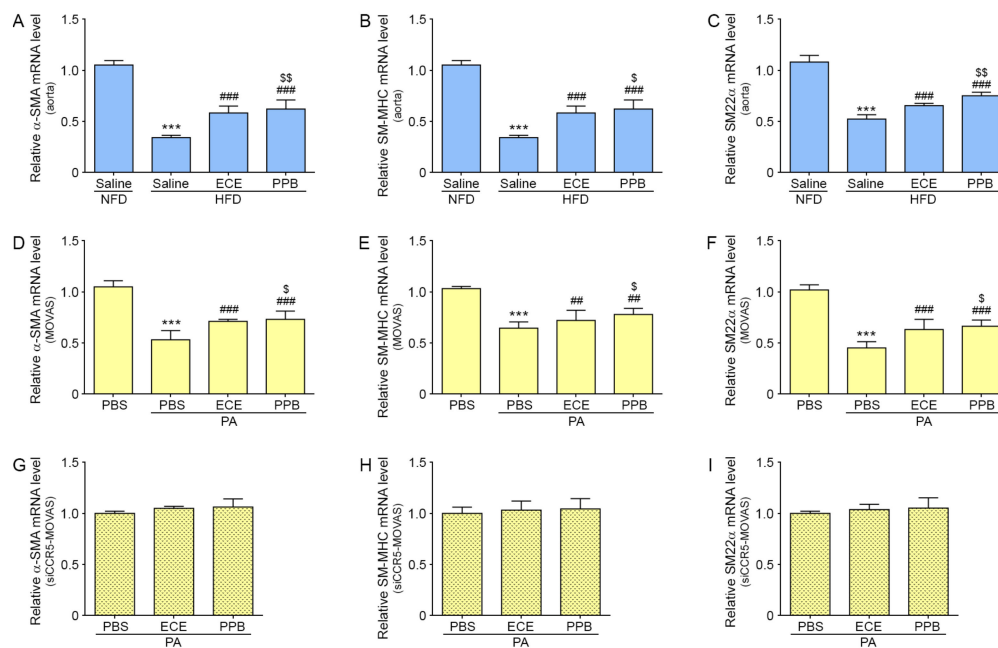 A
Relative α-SMA mRNA level
(aorta)
1.5
1.0
0.5
0
***
###
$$
###
Saline Saline ECE PPB
NFD HFD
B
Relative SM-MHC mRNA level
(aorta)
1.5
1.0
0.5
0
***
###
$
###
Saline Saline ECE PPB
NFD HFD
C
Relative SM22α mRNA level
(aorta)
1.5
1.0
0.5
0
***
###
$$
###
Saline Saline ECE PPB
NFD HFD
D
Relative α-SMA mRNA level
(MOVAS)
1.5
1.0
0.5
0
***
###
$
###
PBS PBS ECE PPB
PA
E
Relative SM-MHC mRNA level
(MOVAS)
1.5
1.0
0.5
0
***
##
$
##
PBS PBS ECE PPB
PA
F
Relative SM22α mRNA level
(MOVAS)
1.5
1.0
0.5
0
***
###
$
###
PBS PBS ECE PPB
PA
G
Relative α-SMA mRNA level
(siCCR5-MOVAS)
1.5
1.0
0.5
0
PBS ECE PPB
PA
H
Relative SM-MHC mRNA level
(siCCR5-MOVAS)
1.5
1.0
0.5
0
PBS ECE PPB
PA
I
Relative SM22α mRNA level
(siCCR5-MOVAS)
1.5
1.0
0.5
0
PBS ECE PPB
PA